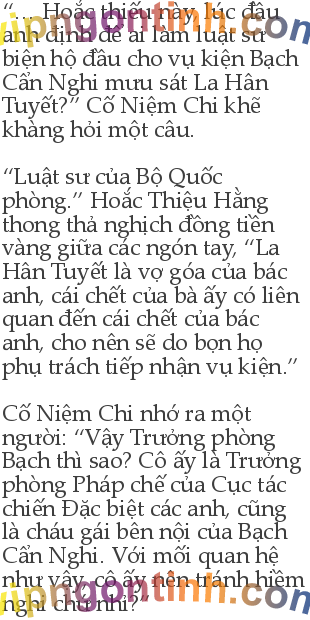 “... Hoắc thiếu này, lúc đầu
anh định để ai làm luật sư
biện hộ đầu cho vụ kiện Bạch
Cẩn Nghi mưu sát La Hân
Tuyết?” Cố Niệm Chi khẽ
khàng hỏi một câu.
“Luật sư của Bộ Quốc
phòng.” Hoắc Thiệu Hằng
thong thả nghịch đồng tiền
vàng giữa các ngón tay, “La
Hân Tuyết là vợ góa của bác
anh, cái chết của bà ấy có liên
quan đến cái chết của bác
anh, cho nên sẽ do bọn họ
phụ trách tiếp nhận vụ kiện.”
Cố Niệm Chi nhớ ra một
người: “Vậy Trưởng phòng
Bạch thì sao? Cô ấy là Trưởng
phòng Pháp chế của Cục tác
chiến Đặc biệt các anh, cũng
là cháu gái bên nội của Bạch
Cẩn Nghi. Với mối quan hệ
như vậy, cô ấy nên tránh hiềm
nghi chứ nhỉ?”
vipngontinh.com
vipngontinh.com